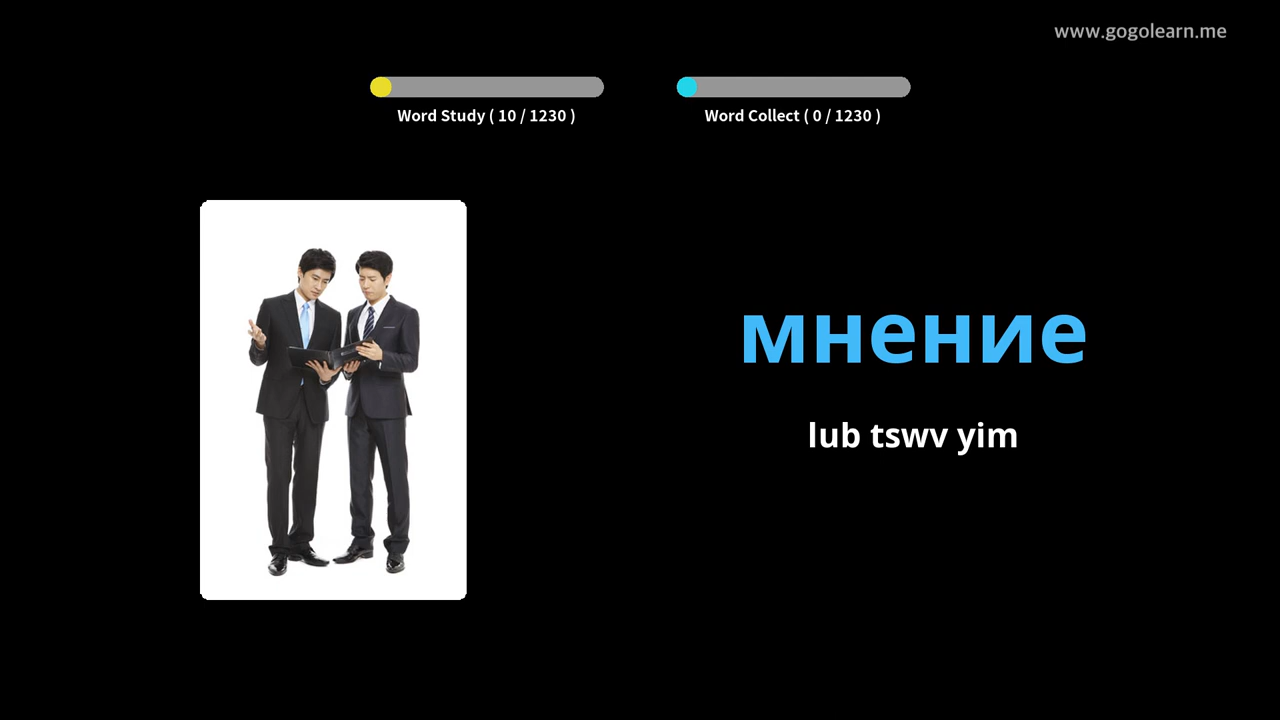 www.gogolearn.me
Word Study ( 10 / 1230 )
Word Collect ( 0 / 1230 )
мнение
lub tswv yim